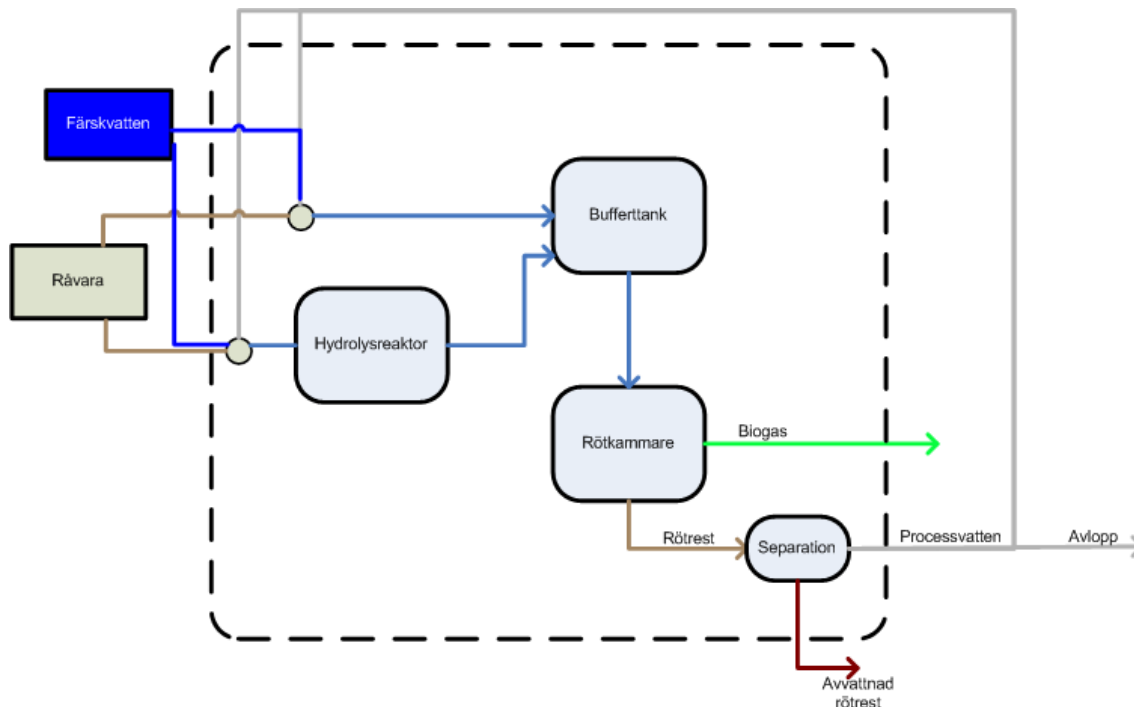 Färskvatten
Bufferttank
Råvara
Hydrolysreaktor
Biogas
Rötkammare
Rötrest
Separation
Processvatten
Avlopp
Avvattnad
rötrest